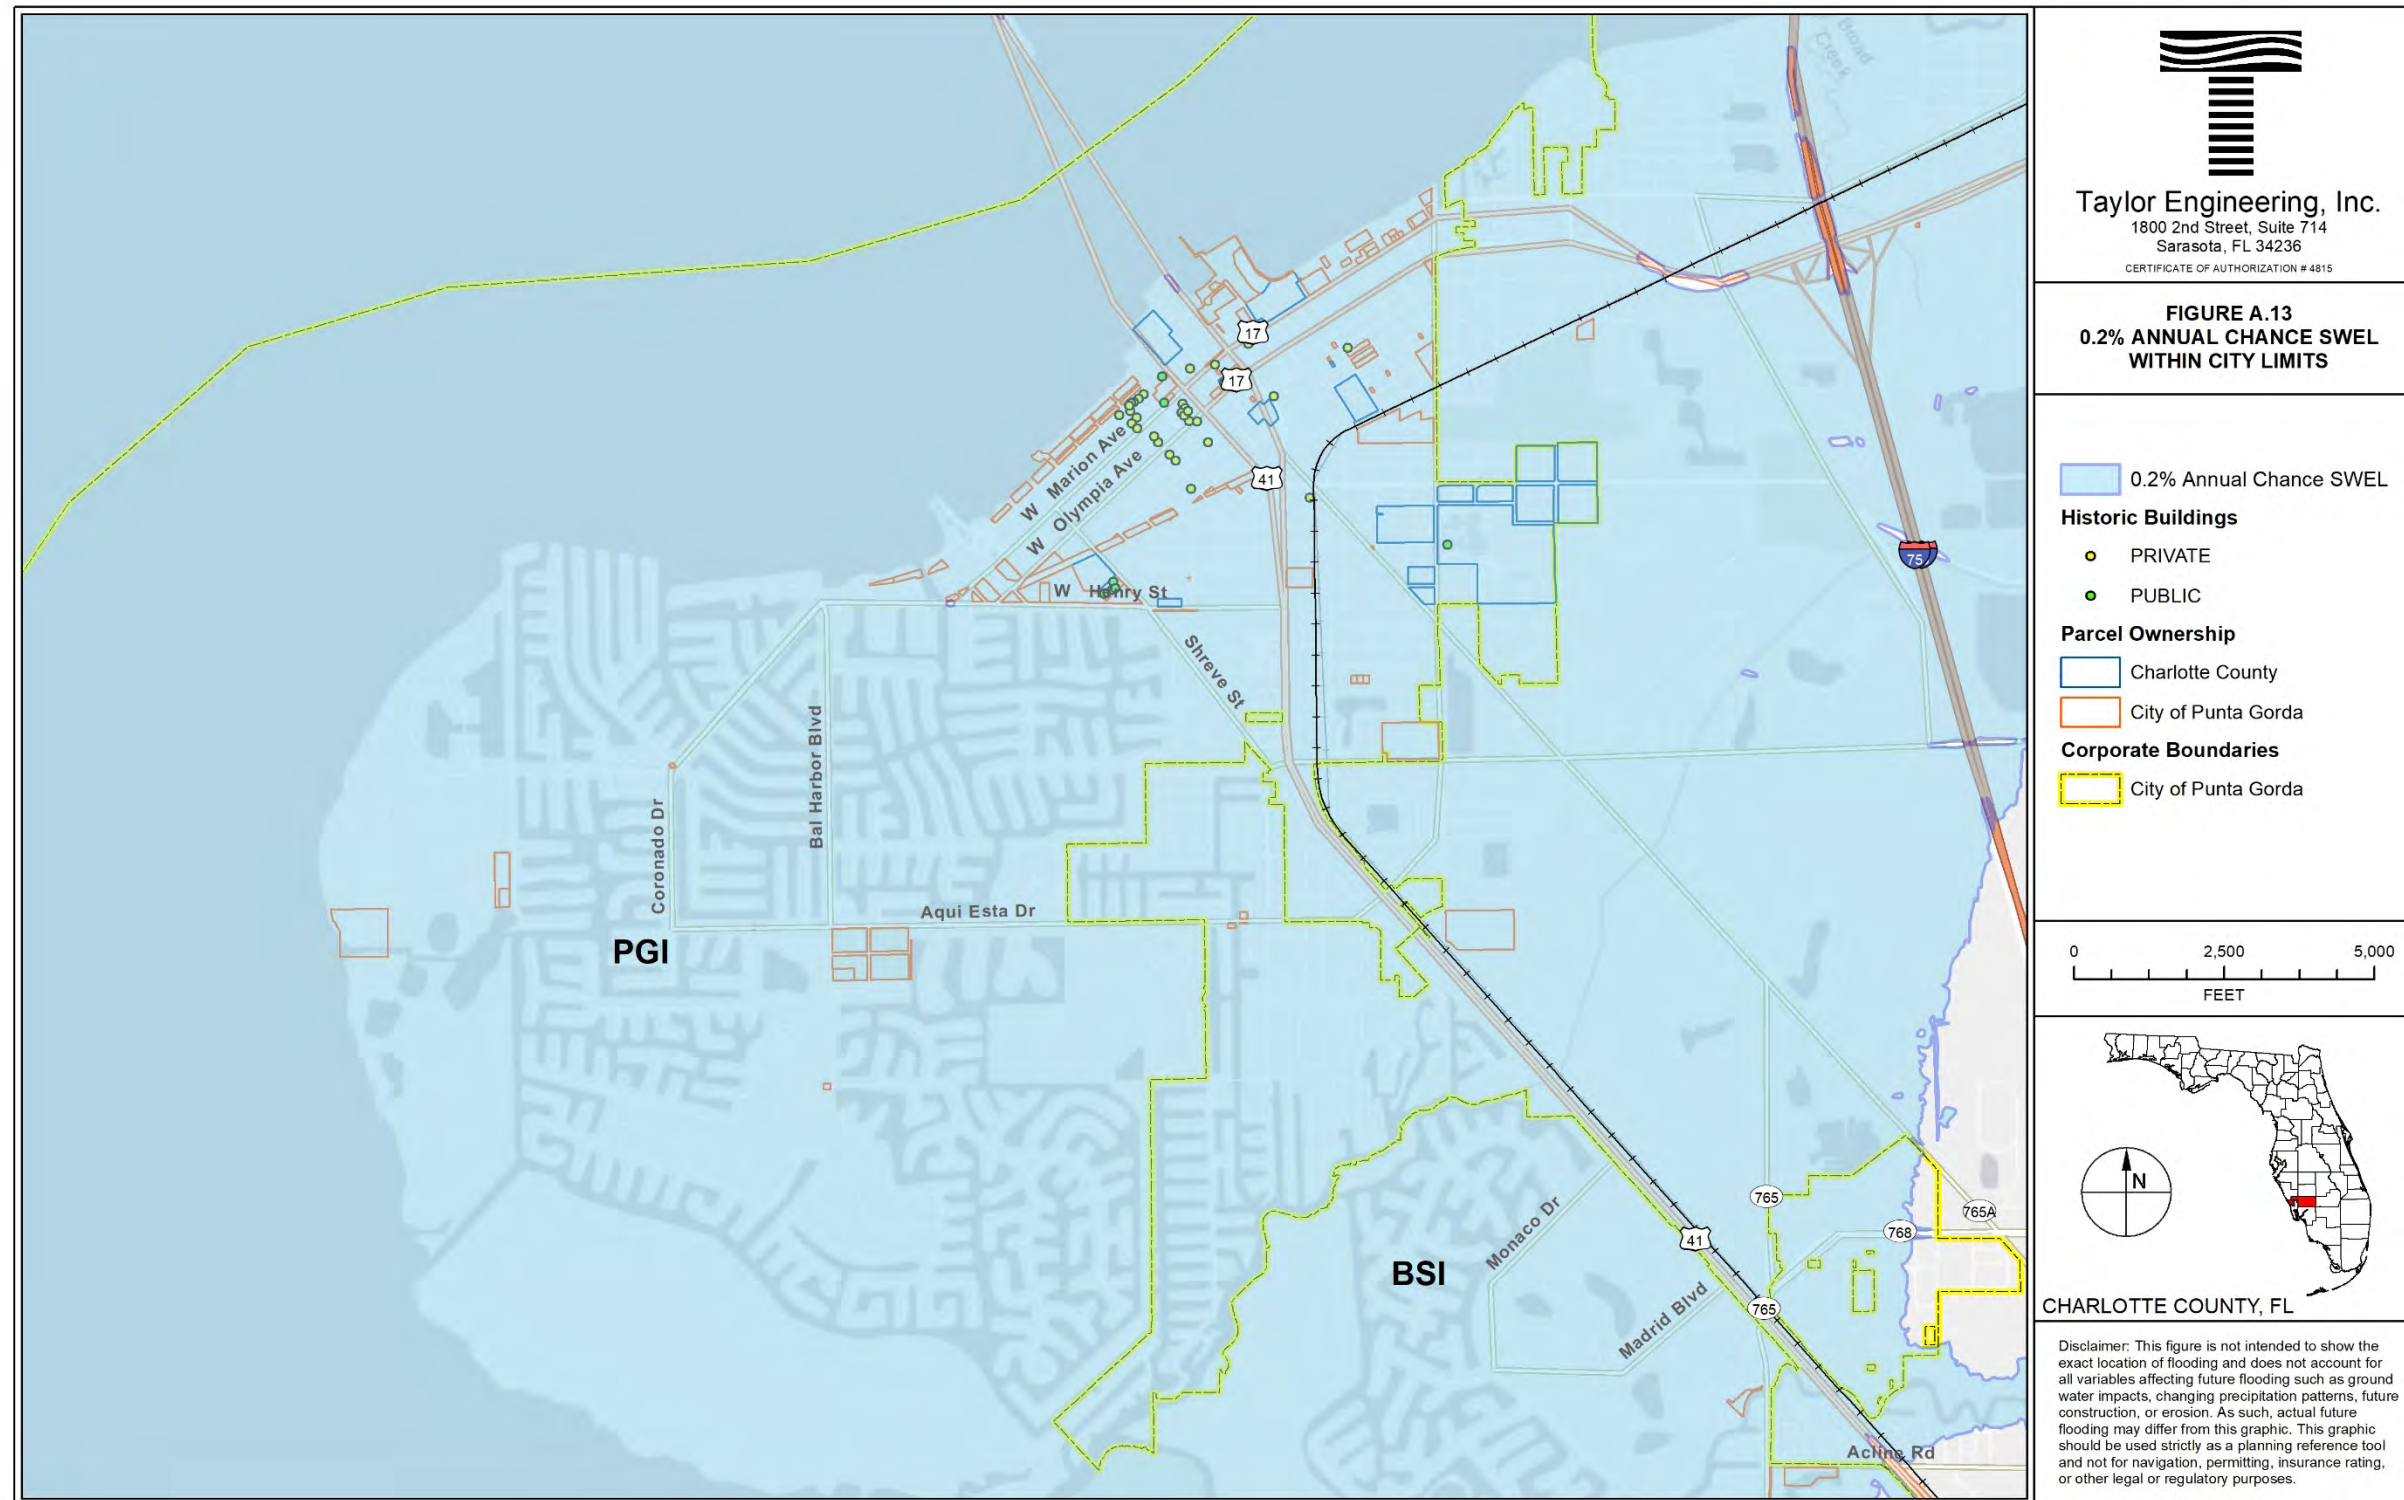 Broad
Creek
17
17
W Marion Ave
W Olympia Ave
41
W Henry St
75
Shreve St
Bal Harbor Blvd
Coronado Dr
Aqui Esta Dr
PGI
765
765A
768
Monaco Dr
41
BSI
765
Madrid Blvd
Acline Rd
Taylor Engineering, Inc.
1800 2nd Street, Suite 714
Sarasota, FL 34236
CERTIFICATE OF AUTHORIZATION # 4815
FIGURE A.13
0.2% ANNUAL CHANCE SWEL
WITHIN CITY LIMITS
0.2% Annual Chance SWEL
Historic Buildings
PRIVATE
PUBLIC
Parcel Ownership
Charlotte County
City of Punta Gorda
Corporate Boundaries
City of Punta Gorda
0 2,500 5,000
FEET
N
CHARLOTTE COUNTY, FL
Disclaimer: This figure is not intended to show the
exact location of flooding and does not account for
all variables affecting future flooding such as ground
water impacts, changing precipitation patterns, future
construction, or erosion. As such, actual future
flooding may differ from this graphic. This graphic
should be used strictly as a planning reference tool
and not for navigation, permitting, insurance rating,
or other legal or regulatory purposes.